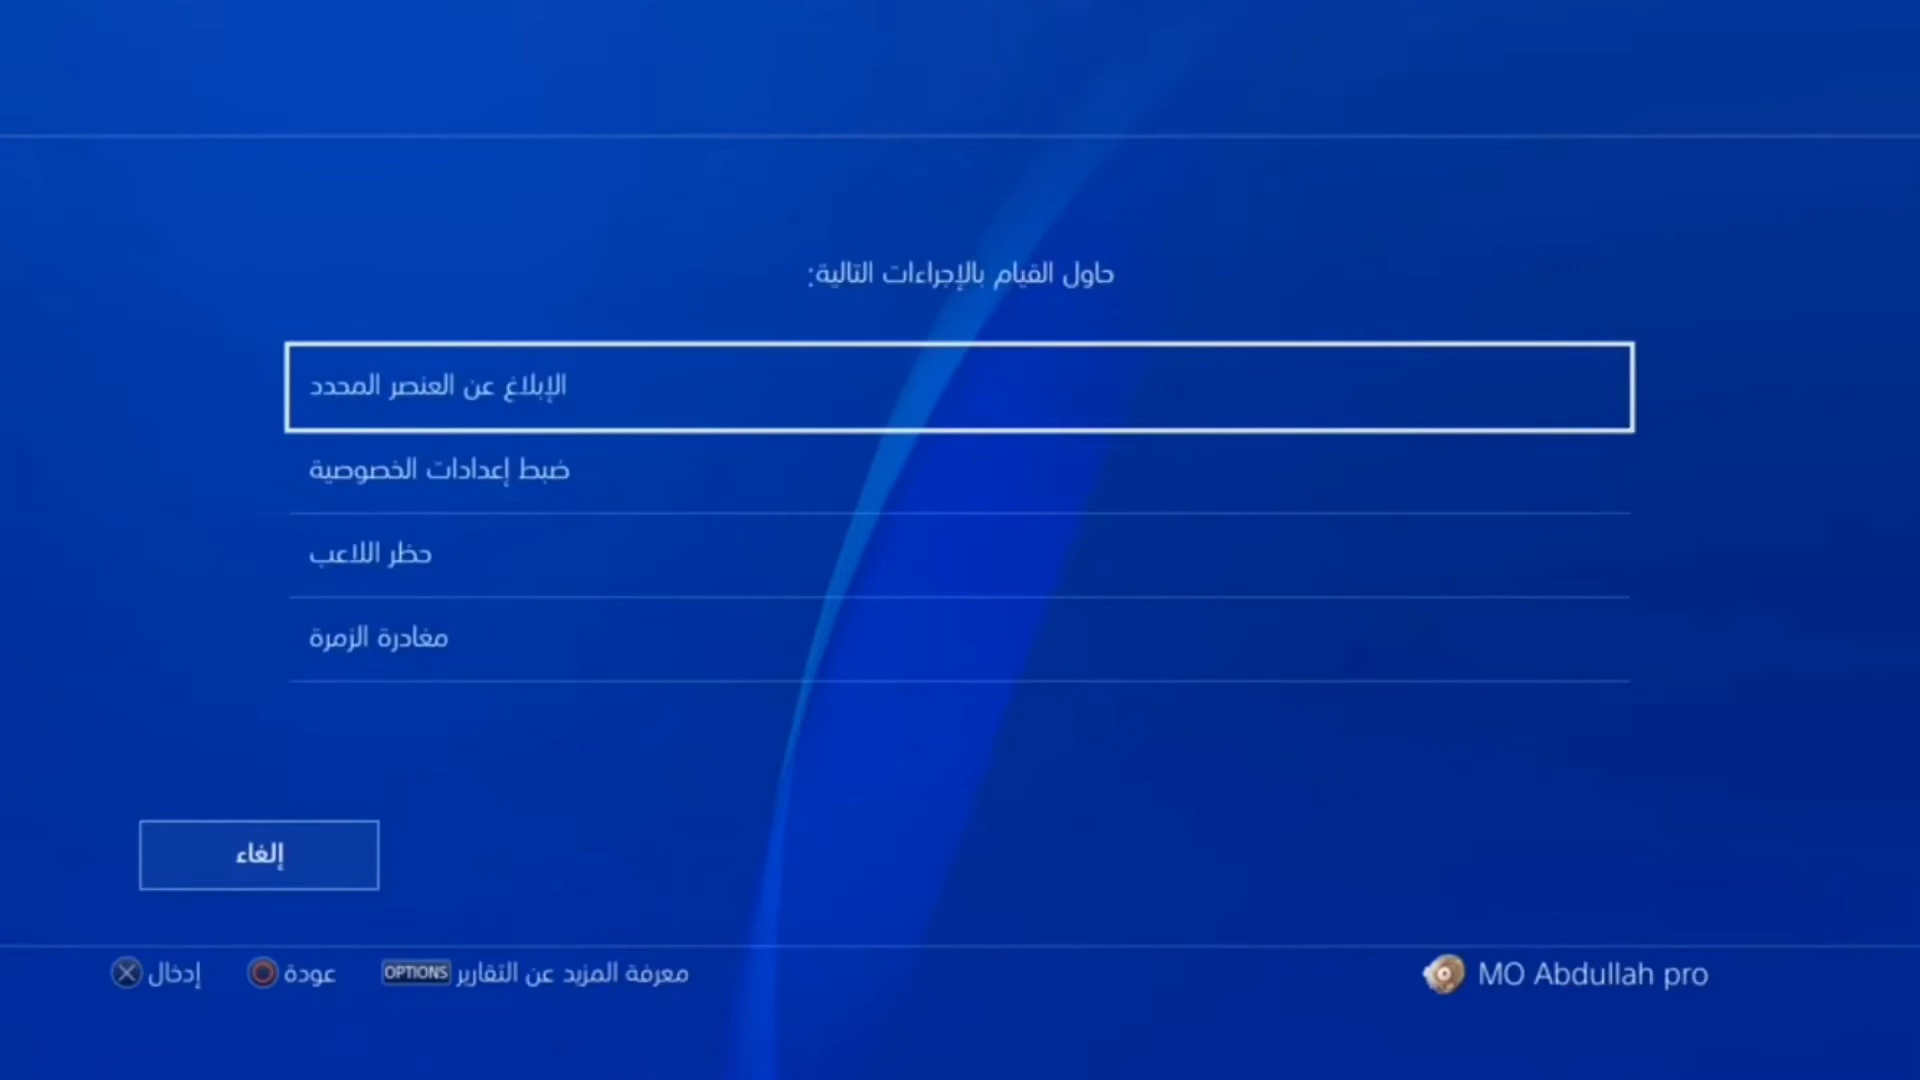 حاول القيام بالإجراءات التالية:
الإبلاغ عن العنصر المحدد
ضبط إعدادات الخصوصية
حظر اللاعب
مغادرة الزمرة
إلغاء
إدخال
عودة
OPTIONS معرفة المزيد عن التقارير
MO Abdullah pro